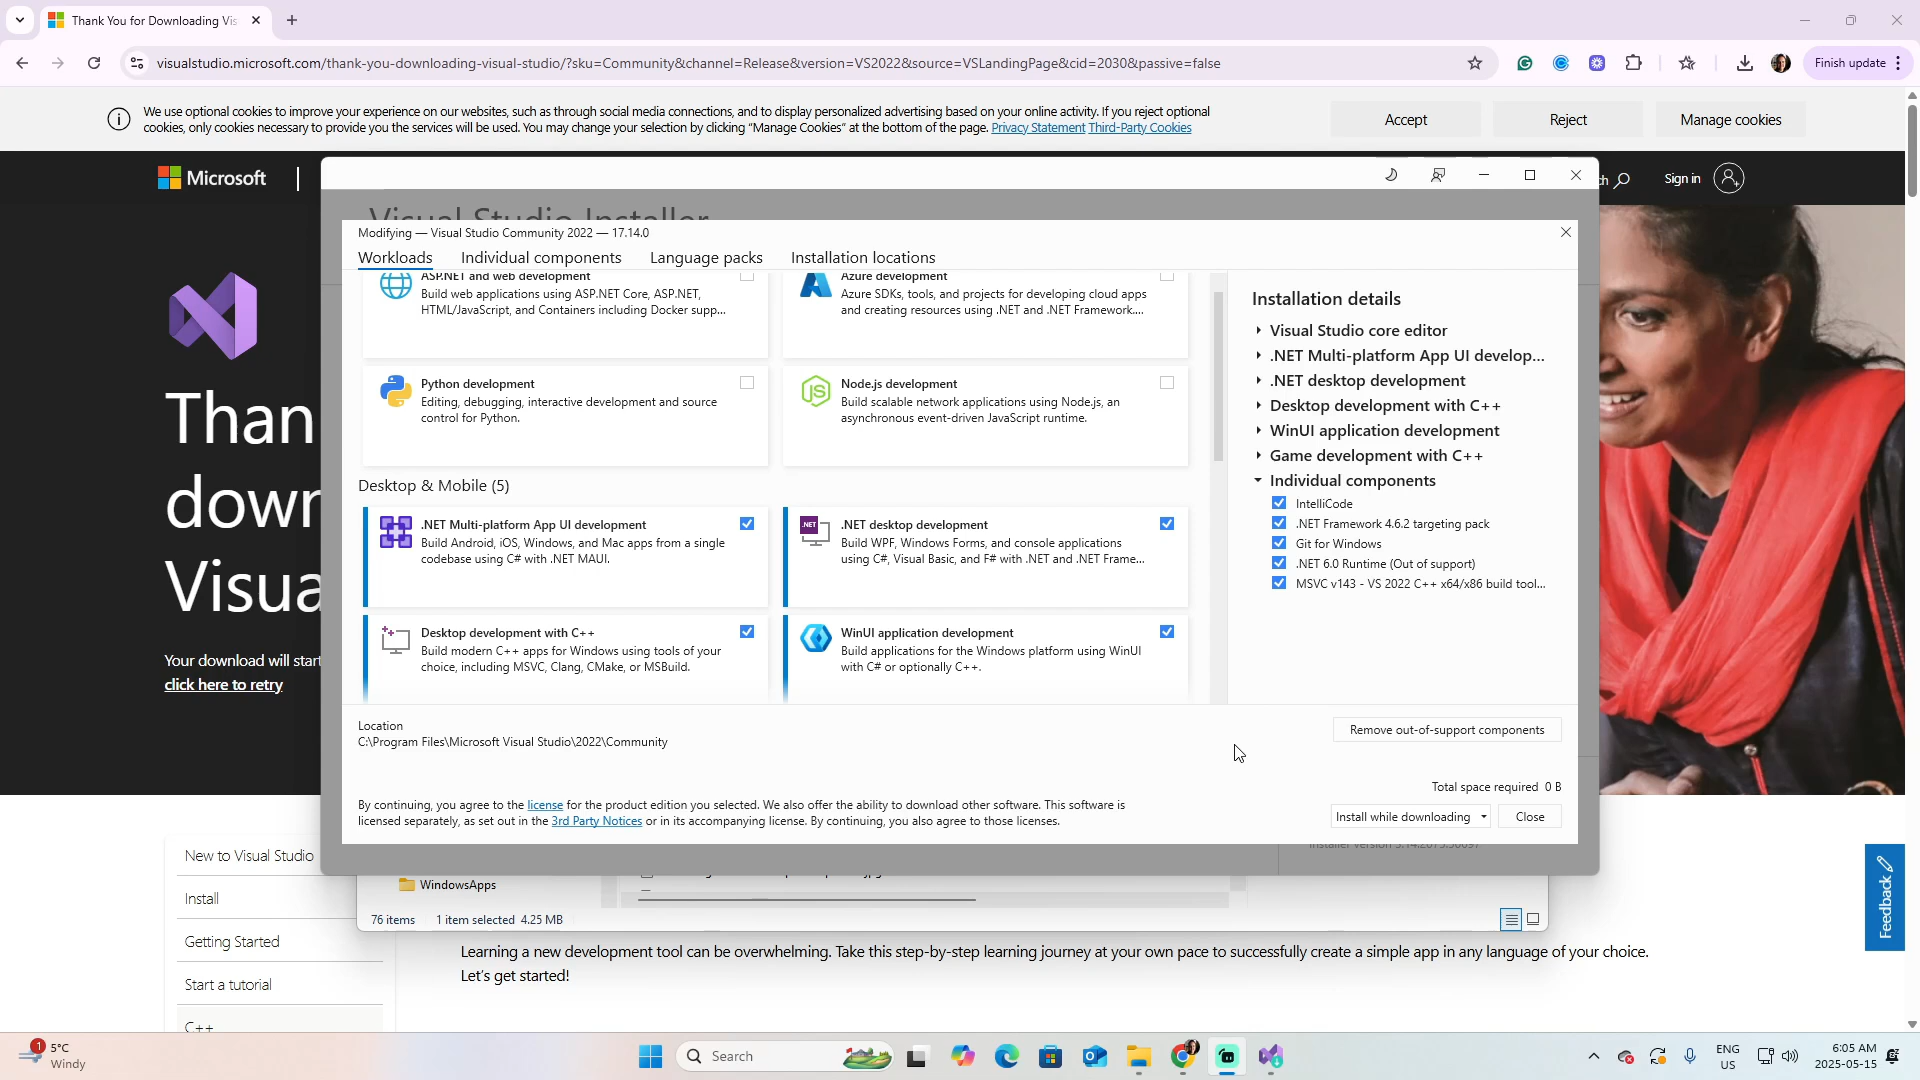 Thank You for Downloading Vis
visualstudio.microsoft.com/thank-you-downloading-visual-studio/?sku=Community&channel=Release&version=VS2022&source=VSLandingPage&cid=2030&passive=false
Finish update
We use optional cookies to improve your experience on our websites, such as through social media connections, and to display personalized advertising based on your online activity. If you reject optional
cookies, only cookies necessary to provide you the services will be used. You may change your selection by clicking "Manage Cookies" at the bottom of the page. Privacy Statement Third-Party Cookies
Accept
Reject
Manage cookies
Microsoft
Sign in
Visual Studio Installer
Modifying — Visual Studio Community 2022 — 17.14.0
Workloads
Individual components
Language packs
Installation locations
ASP.NET and web development
Build web applications using ASP.NET Core, ASP.NET,
HTML/JavaScript, and Containers including Docker supp...
Azure development
Azure SDKs, tools, and projects for developing cloud apps
and creating resources using .NET and .NET Framework....
Python development
Editing, debugging, interactive development and source
control for Python.
Node.js development
Build scalable network applications using Node.js, an
asynchronous event-driven JavaScript runtime.
Desktop & Mobile (5)
.NET Multi-platform App UI development
Build Android, iOS, Windows, and Mac apps from a single
codebase using C# with .NET MAUI.
.NET desktop development
Build WPF, Windows Forms, and console applications
using C#, Visual Basic, and F# with .NET and .NET Frame...
Desktop development with C++
Build modern C++ apps for Windows using tools of your
choice, including MSVC, Clang, CMake, or MSBuild.
WinUI application development
Build applications for the Windows platform using WinUI
with C# or optionally C++.
Installation details
Visual Studio core editor
.NET Multi-platform App UI develop...
.NET desktop development
Desktop development with C++
WinUI application development
Game development with C++
Individual components
IntelliCode
.NET Framework 4.6.2 targeting pack
Git for Windows
.NET 6.0 Runtime (Out of support)
MSVC v143 - VS 2022 C++ x64/x86 build tool...
Location
C:\Program Files\Microsoft Visual Studio\2022\Community
Remove out-of-support components
Total space required 0 B
By continuing, you agree to the license for the product edition you selected. We also offer the ability to download other software. This software is
licensed separately, as set out in the 3rd Party Notices or in its accompanying license. By continuing, you also agree to those licenses.
Install while downloading
Close
Than
down
Visua
Your download will start
click here to retry
New to Visual Studio
Install
Getting Started
Start a tutorial
C++
WindowsApps
76 items
1 item selected 4.25 MB
Learning a new development tool can be overwhelming. Take this step-by-step learning journey at your own pace to successfully create a simple app in any language of your choice.
Let's get started!
Feedback
1
5°C
Windy
Search
ENG
US
6:05 AM
2025-05-15